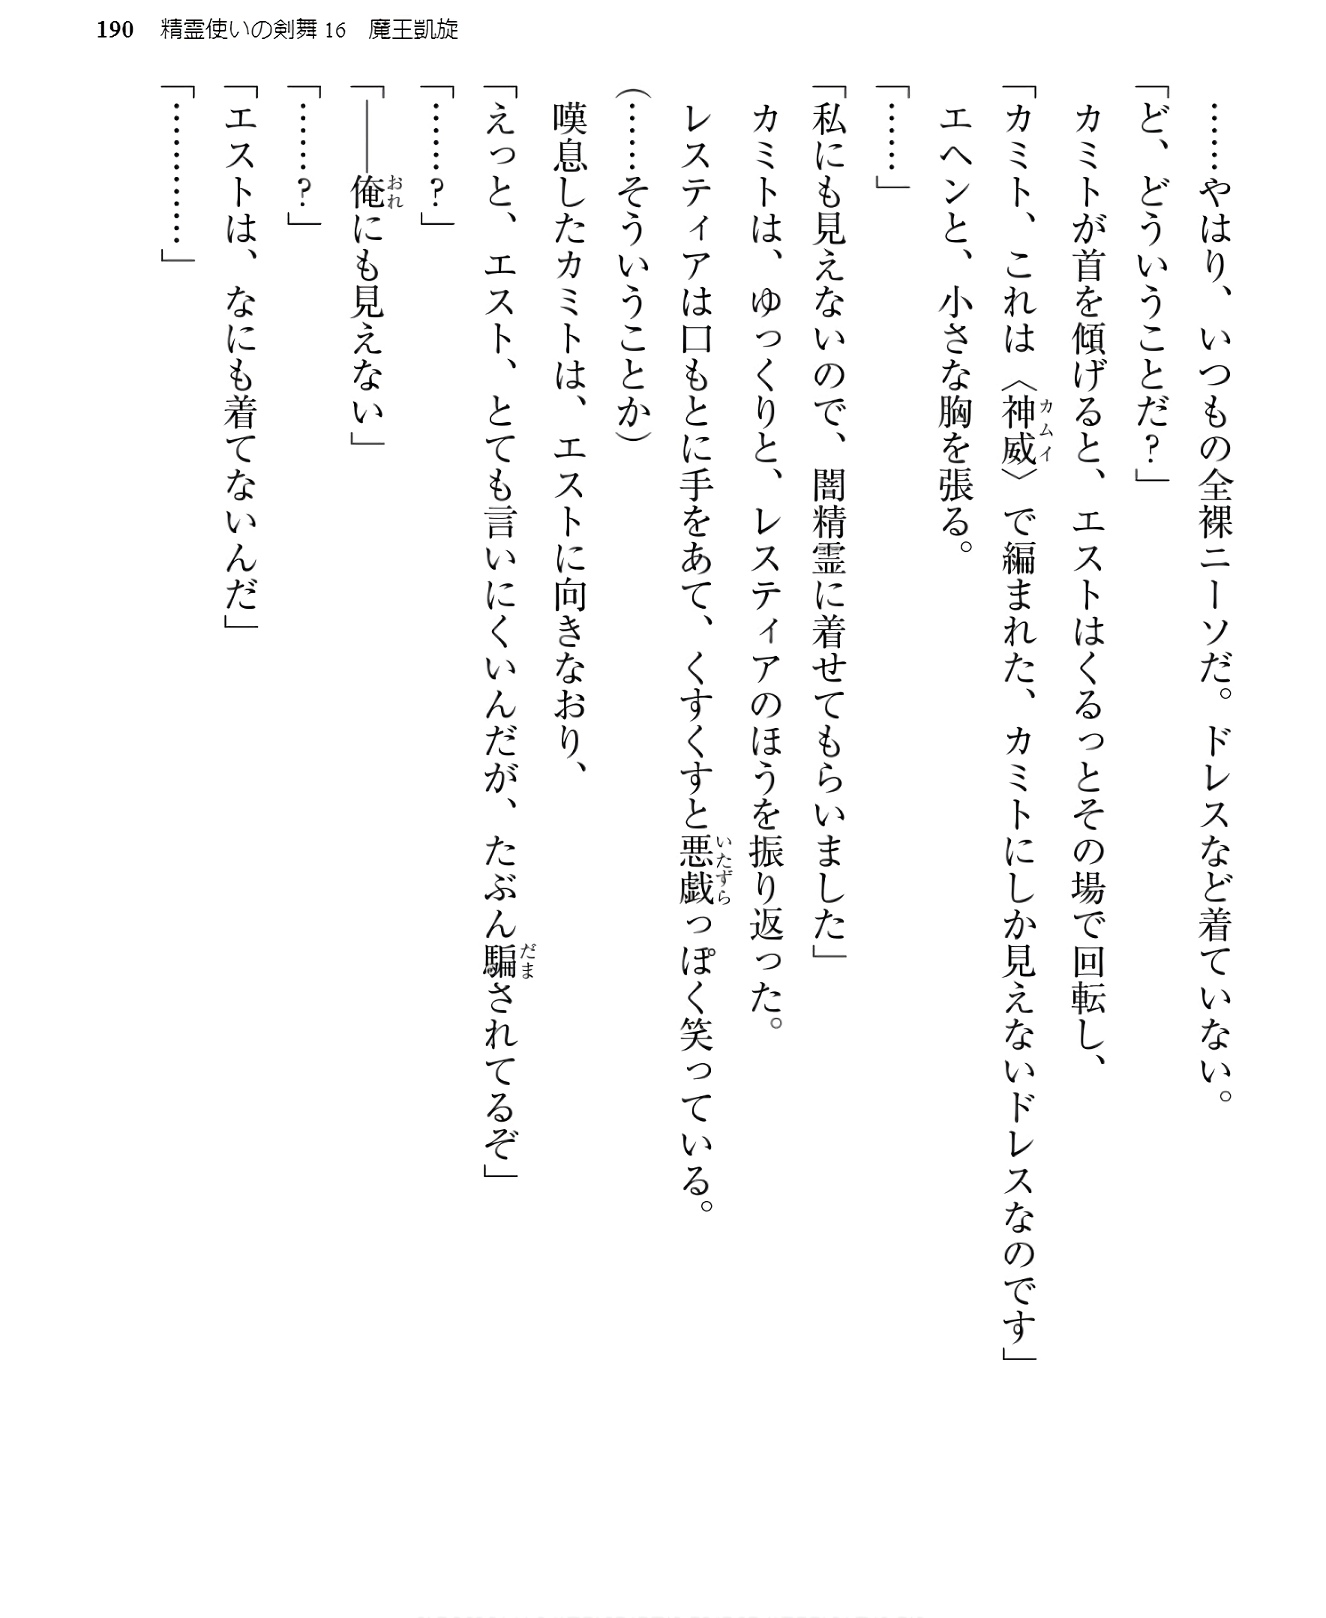 190 精霊使いの剣舞16 魔王凱旋
……やはり、いつもの全裸ニーソだ。ドレスなど着ていない。
「ど、どういうことだ?」
カミトが首を傾げると、エストはくるっとその場で回転し、
「カミト、これは〈神威〉で編まれた、カミトにしか見えないドレスなのです」
カムイ
エヘンと、小さな胸を張る。
「……」
「私にも見えないので、闇精霊に着せてもらいました」
カミトは、ゆっくりと、レスティアのほうを振り返った。
レスティアは口もとに手をあて、くすくすと悪戯っぽく笑っている。
いたずら
(……そういうことか)
嘆息したカミトは、エストに向きなおり、
「えっと、エスト、とても言いにくいんだが、たぶん騙されてるぞ」
だま
「……?」
「――俺にも見えない」
おれ
「……?」
「エストは、なにも着てないんだ」
「…………」